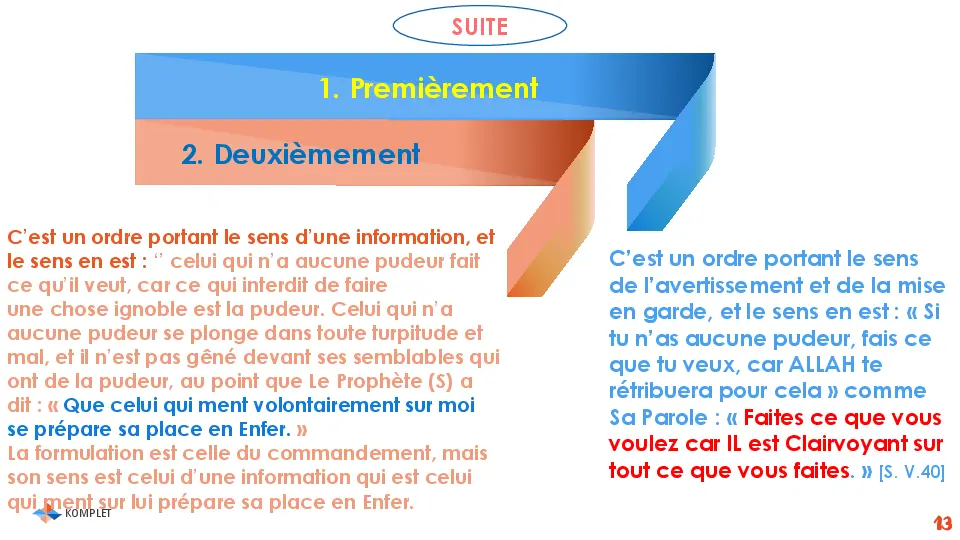 SUITE
1. Premièrement
2. Deuxièmement
C’est un ordre portant le sens d’une information, et
le sens en est : ‘’ celui qui n’a aucune pudeur fait
ce qu’il veut, car ce qui interdit de faire
une chose ignoble est la pudeur. Celui qui n’a
aucune pudeur se plonge dans toute turpitude et
mal, et il n’est pas gêné devant ses semblables qui
ont de la pudeur, au point que Le Prophète (S) a
dit : « Que celui qui ment volontairement sur moi
se prépare sa place en Enfer. »
La formulation est celle du commandement, mais
son sens est celui d’une information qui est celui
qui ment sur lui prépare sa place en Enfer.
C’est un ordre portant le sens
de l’avertissement et de la mise
en garde, et le sens en est : « Si
tu n’as aucune pudeur, fais ce
que tu veux, car ALLAH te
rétribuera pour cela » comme
Sa Parole : « Faites ce que vous
voulez car IL est Clairvoyant sur
tout ce que vous faites. » [S. V.40]
KOMPLET